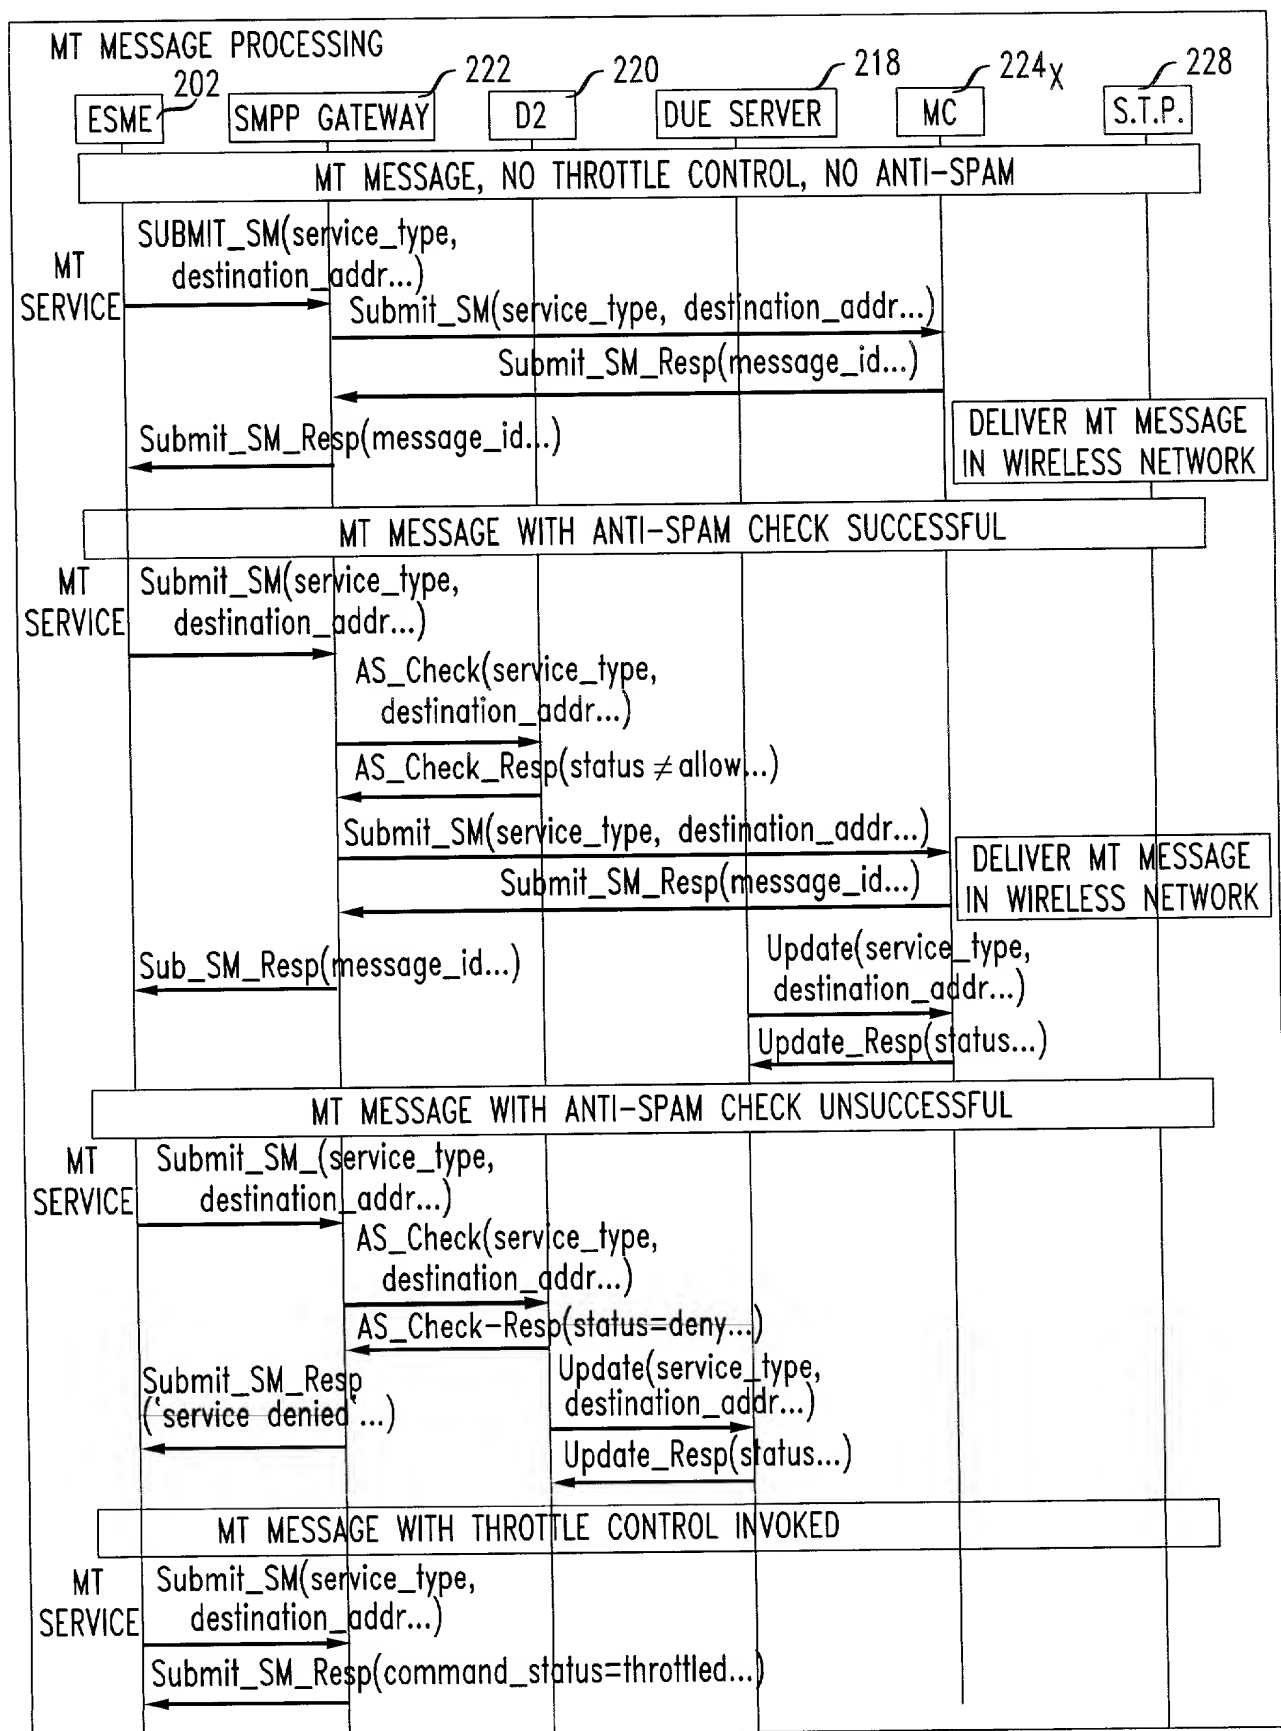 MT MESSAGE PROCESSING
202
222
220
218
224X
228
ESME
SMPP GATEWAY
D2
DUE SERVER
MC
S.T.P.
MT MESSAGE, NO THROTTLE CONTROL, NO ANTI-SPAM
MT
SERVICE
SUBMIT_SM(service_type,
destination_addr...)
Submit_SM(service_type, destination_addr...)
Submit_SM_Resp(message_id...)
Submit_SM_Resp(message_id...)
DELIVER MT MESSAGE
IN WIRELESS NETWORK
MT MESSAGE WITH ANTI-SPAM CHECK SUCCESSFUL
MT
SERVICE
Submit_SM(service_type,
destination_addr...)
AS_Check(service_type,
destination_addr...)
AS_Check_Resp(status ≠ allow...)
Submit_SM(service_type, destination_addr...)
Submit_SM_Resp(message_id...)
DELIVER MT MESSAGE
IN WIRELESS NETWORK
Sub_SM_Resp(message_id...)
Update(service_type,
destination_addr...)
Update_Resp(status...)
MT MESSAGE WITH ANTI-SPAM CHECK UNSUCCESSFUL
MT
SERVICE
Submit_SM_(service_type,
destination_addr...)
AS_Check(service_type,
destination_addr...)
AS_Check-Resp(status=deny...)
Submit_SM_Resp
('service denied'...)
Update(service_type,
destination_addr...)
Update_Resp(status...)
MT MESSAGE WITH THROTTLE CONTROL INVOKED
MT
SERVICE
Submit_SM(service_type,
destination_addr...)
Submit_SM_Resp(command_status=throttled...)